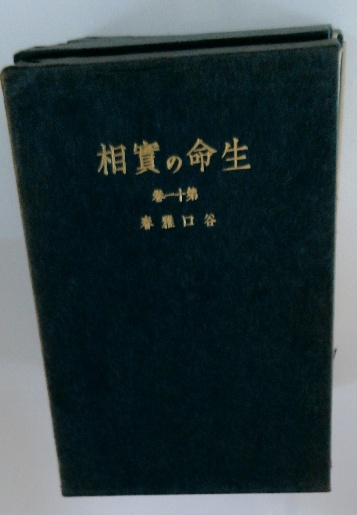 生命の實相
第十一巻
谷口雅春